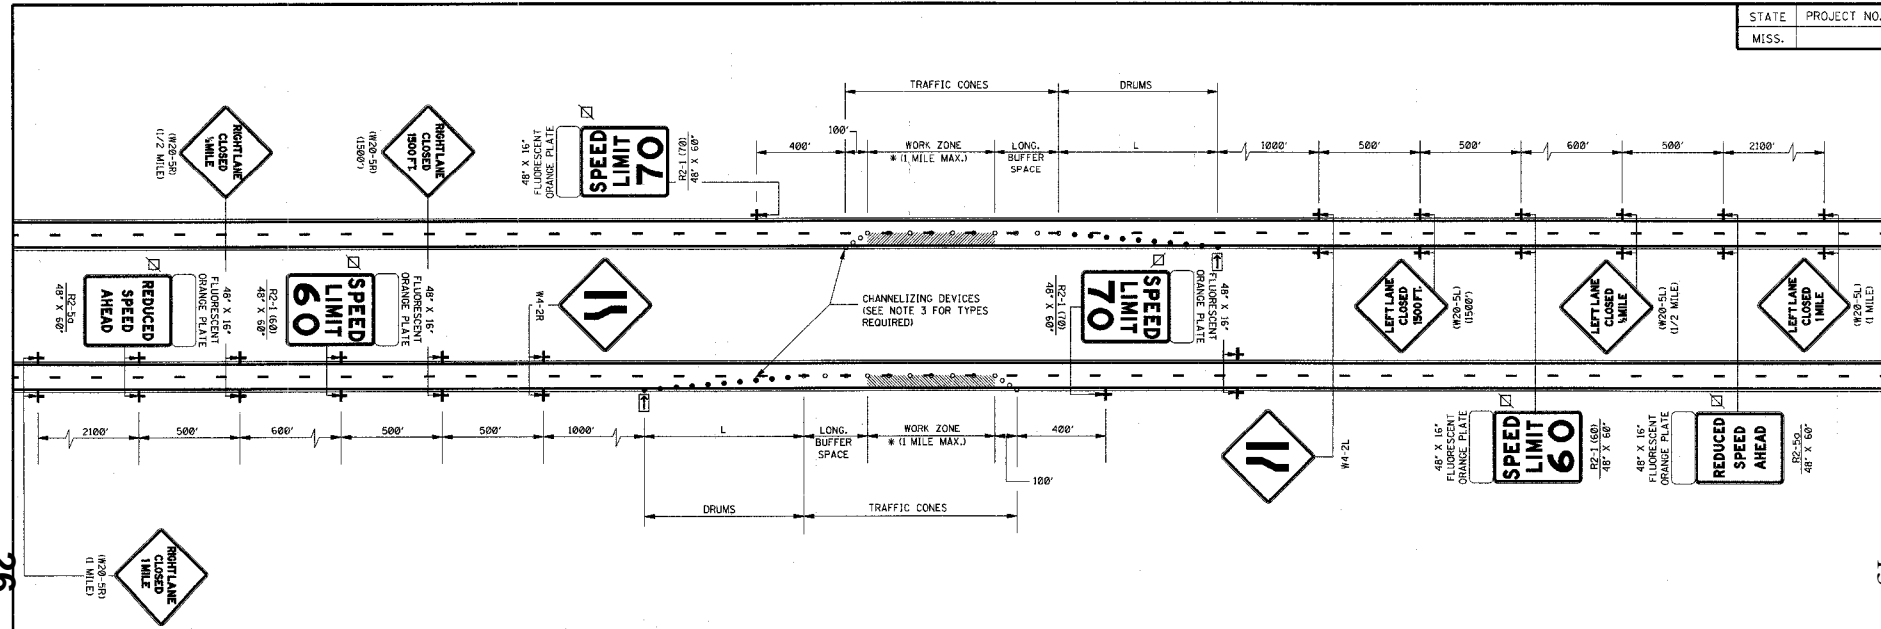 STATE PROJECT NO.
MISS.
TRAFFIC CONES
DRUMS
RIGHT LANE
CLOSED
½ MILE
(W20-5R)
(1/2 MILE)
RIGHT LANE
CLOSED
1500 FT.
(W20-5R)
(1500')
48" X 16"
FLUORESCENT
ORANGE PLATE
SPEED
LIMIT
70
R2-1 (70)
48" X 60"
400'
100'
WORK ZONE
* (1 MILE MAX.)
LONG.
BUFFER
SPACE
L
1000'
500'
500'
600'
500'
2100'
REDUCED
SPEED
AHEAD
R2-5a
48" X 60"
48" X 16"
FLUORESCENT
ORANGE PLATE
SPEED
LIMIT
60
R2-1 (60)
48" X 60"
48" X 16"
FLUORESCENT
ORANGE PLATE
W4-2R
CHANNELIZING DEVICES
(SEE NOTE 3 FOR TYPES
REQUIRED)
SPEED
LIMIT
70
R2-1 (70)
48" X 60"
48" X 16"
FLUORESCENT
ORANGE PLATE
LEFT LANE
CLOSED
1500 FT.
(W20-5L)
(1500')
LEFT LANE
CLOSED
½ MILE
(W20-5L)
(1/2 MILE)
LEFT LANE
CLOSED
1 MILE
(W20-5L)
(1 MILE)
2100'
500'
600'
500'
500'
1000'
L
LONG.
BUFFER
SPACE
WORK ZONE
* (1 MILE MAX.)
400'
100'
DRUMS
TRAFFIC CONES
W4-2L
48" X 16"
FLUORESCENT
ORANGE PLATE
SPEED
LIMIT
60
R2-1 (60)
48" X 60"
48" X 16"
FLUORESCENT
ORANGE PLATE
REDUCED
SPEED
AHEAD
R2-5a
48" X 60"
RIGHT LANE
CLOSED
1 MILE
(W20-5R)
(1 MILE)
26